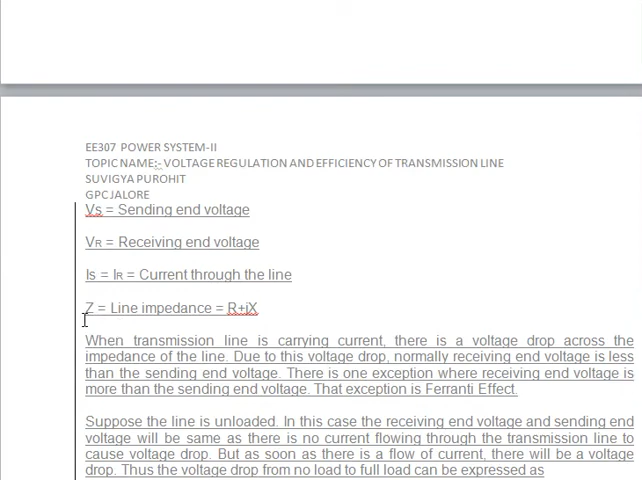 EE307 POWER SYSTEM-II
TOPIC NAME:- VOLTAGE REGULATION AND EFFICIENCY OF TRANSMISSION LINE
SUVIGYA PUROHIT
GPC JALORE
Vs = Sending end voltage
VR = Receiving end voltage
Is = IR = Current through the line
Z = Line impedance = R+jX
When transmission line is carrying current, there is a voltage drop across the
impedance of the line. Due to this voltage drop, normally receiving end voltage is less
than the sending end voltage. There is one exception where receiving end voltage is
more than the sending end voltage. That exception is Ferranti Effect.
Suppose the line is unloaded. In this case the receiving end voltage and sending end
voltage will be same as there is no current flowing through the transmission line to
cause voltage drop. But as soon as there is a flow of current, there will be a voltage
drop. Thus the voltage drop from no load to full load can be expressed as